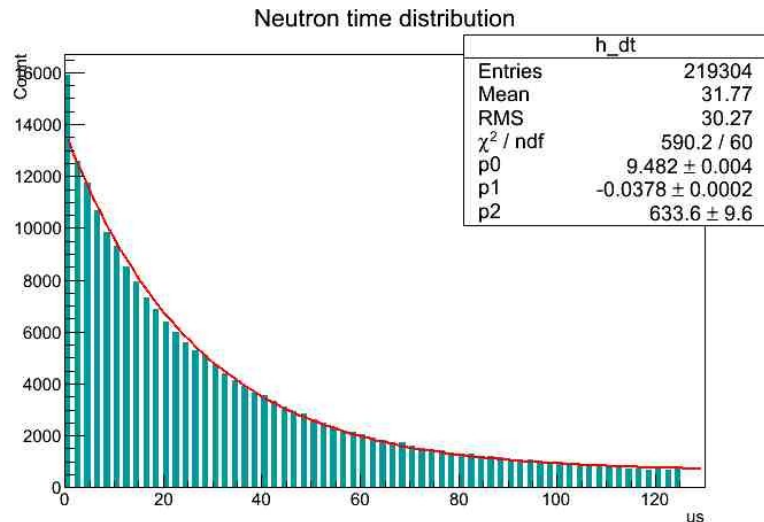 Neutron time distribution
h_dt
Entries 219304
Mean 31.77
RMS 30.27
χ² / ndf 590.2 / 60
p0 9.482 ± 0.004
p1 -0.0378 ± 0.0002
p2 633.6 ± 9.6
Count
16000
14000
12000
10000
8000
6000
4000
2000
0
0 20 40 60 80 100 120
us